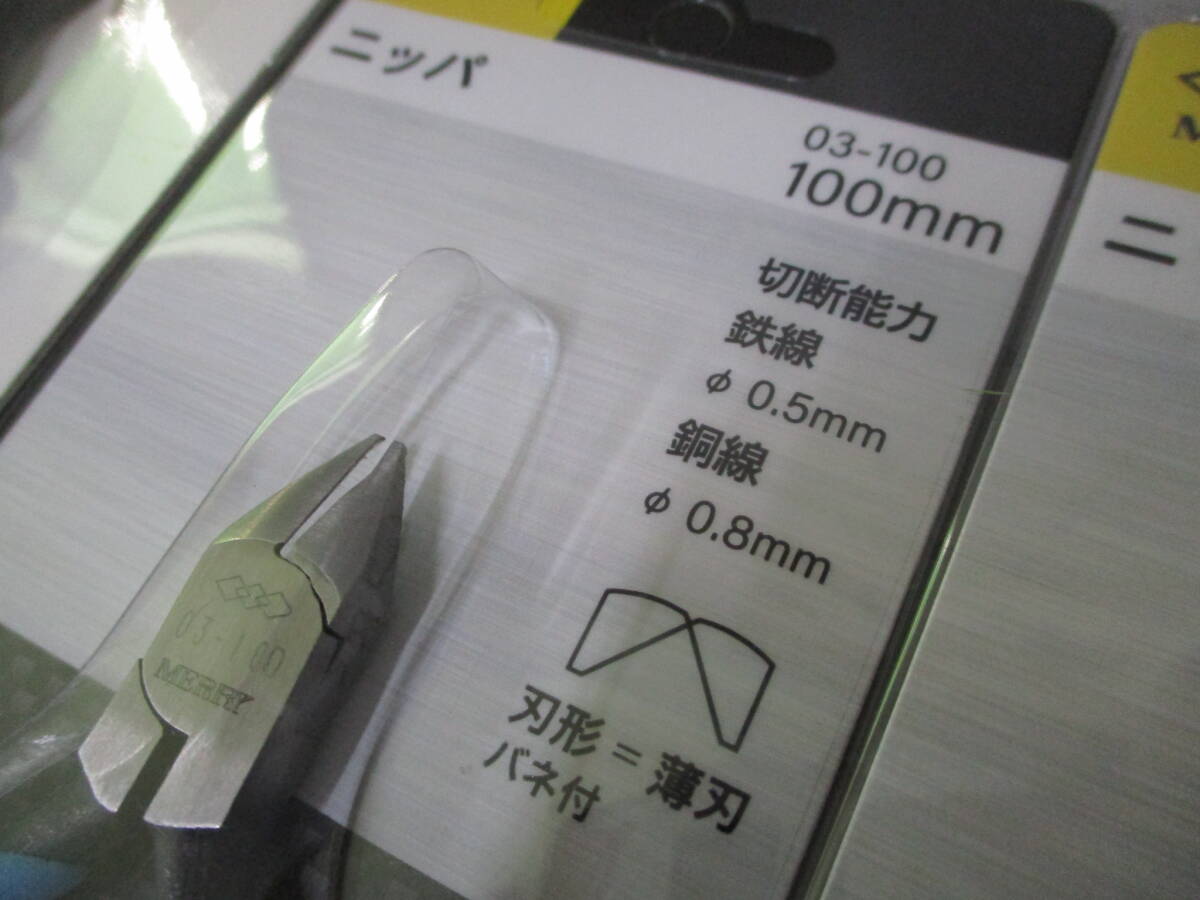 ニッパ
03-100
100mm
切断能力
鉄線
φ 0.5mm
銅線
φ 0.8mm
刃形 = 薄刃
バネ付
03-100
MERRY
ニ